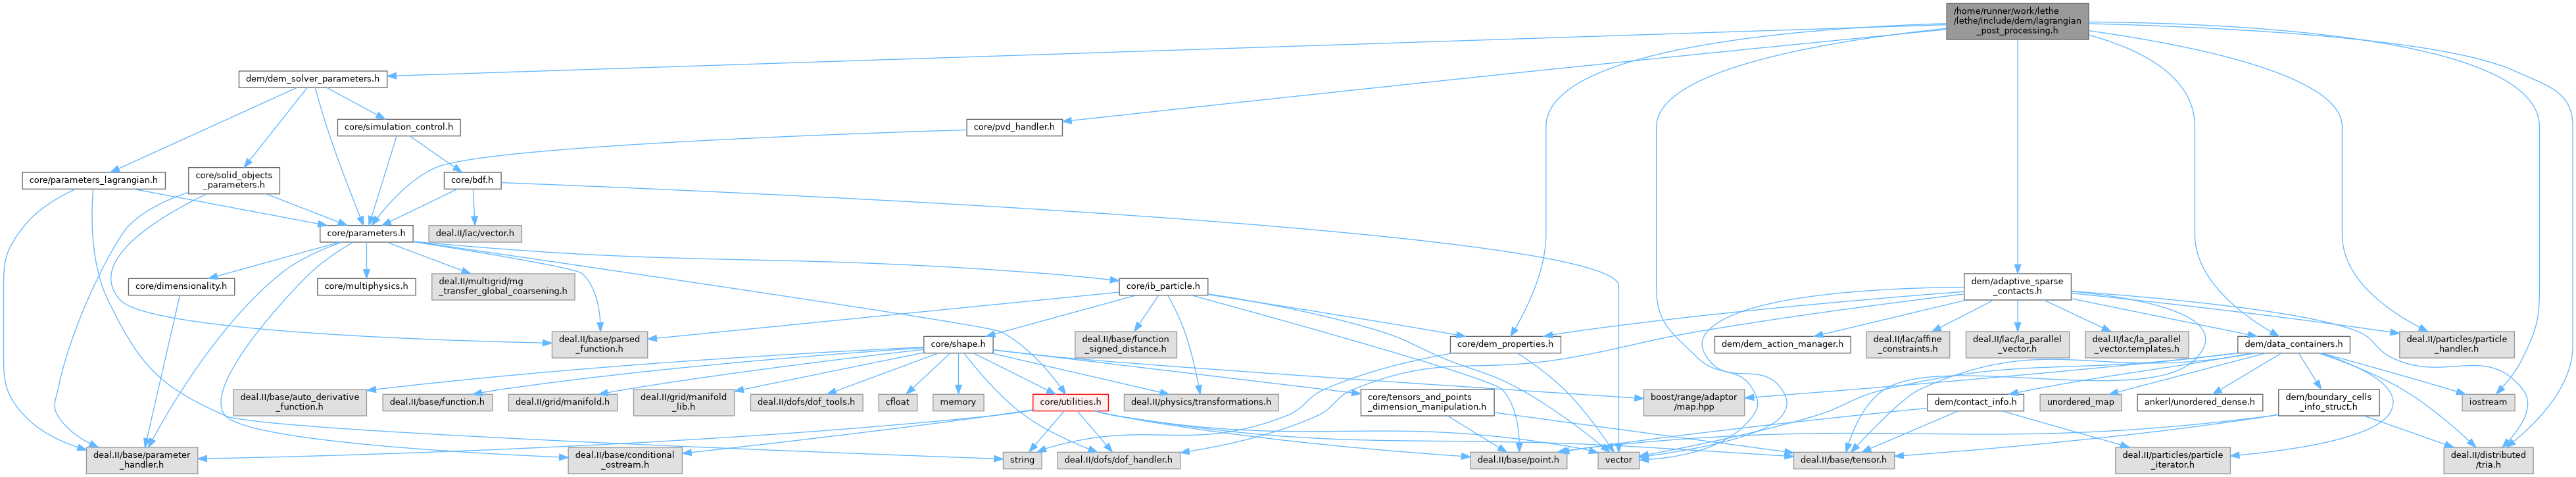 /home/runner/work/lethe
/lethe/include/dem/lagrangian
_post_processing.h
dem/dem_solver_parameters.h
core/simulation_control.h
core/pvd_handler.h
core/parameters_lagrangian.h
core/solid_objects
_parameters.h
core/bdf.h
core/parameters.h
deal.II/lac/vector.h
core/dimensionality.h
core/multiphysics.h
deal.II/multigrid/mg
_transfer_global_coarsening.h
core/ib_particle.h
dem/adaptive_sparse
_contacts.h
deal.II/base/parsed
_function.h
core/shape.h
deal.II/base/function
_signed_distance.h
core/dem_properties.h
dem/dem_action_manager.h
deal.II/lac/affine
_constraints.h
deal.II/lac/la_parallel
_vector.h
deal.II/lac/la_parallel
_vector.templates.h
dem/data_containers.h
deal.II/particles/particle
_handler.h
deal.II/base/auto_derivative
_function.h
deal.II/base/function.h
deal.II/grid/manifold.h
deal.II/grid/manifold
_lib.h
deal.II/dofs/dof_tools.h
cfloat
memory
core/utilities.h
deal.II/physics/transformations.h
core/tensors_and_points
_dimension_manipulation.h
boost/range/adaptor
/map.hpp
dem/contact_info.h
unordered_map
ankerl/unordered_dense.h
dem/boundary_cells
_info_struct.h
iostream
deal.II/base/parameter
_handler.h
deal.II/base/conditional
_ostream.h
string
deal.II/dofs/dof_handler.h
deal.II/base/point.h
vector
deal.II/base/tensor.h
deal.II/particles/particle
_iterator.h
deal.II/distributed
/tria.h